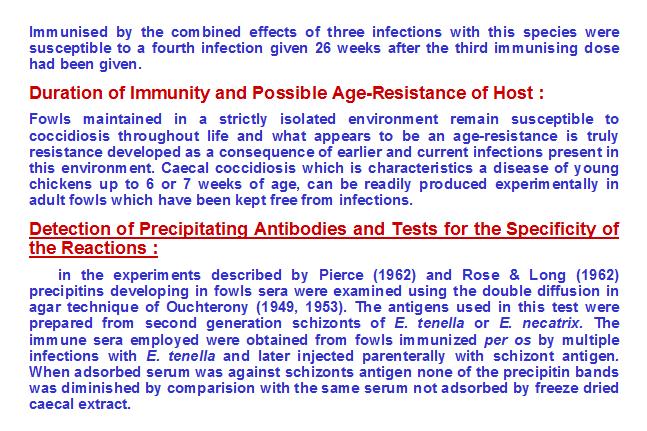 Immunised by the combined effects of three infections with this species were
susceptible to a fourth infection given 26 weeks after the third immunising dose
had been given.
Duration of Immunity and Possible Age-Resistance of Host :
Fowls maintained in a strictly isolated environment remain susceptible to
coccidiosis throughout life and what appears to be an age-resistance is truly
resistance developed as a consequence of earlier and current infections present in
this environment. Caecal coccidiosis which is characteristics a disease of young
chickens up to 6 or 7 weeks of age, can be readily produced experimentally in
adult fowls which have been kept free from infections.
Detection of Precipitating Antibodies and Tests for the Specificity of
the Reactions :
in the experiments described by Pierce (1962) and Rose & Long (1962)
precipitins developing in fowls sera were examined using the double diffusion in
agar technique of Ouchterony (1949, 1953). The antigens used in this test were
prepared from second generation schizonts of E. tenella or E. necatrix. The
immune sera employed were obtained from fowls immunized per os by multiple
infections with E. tenella and later injected parenterally with schizont antigen.
When adsorbed serum was against schizonts antigen none of the precipitin bands
was diminished by comparision with the same serum not adsorbed by freeze dried
caecal extract.